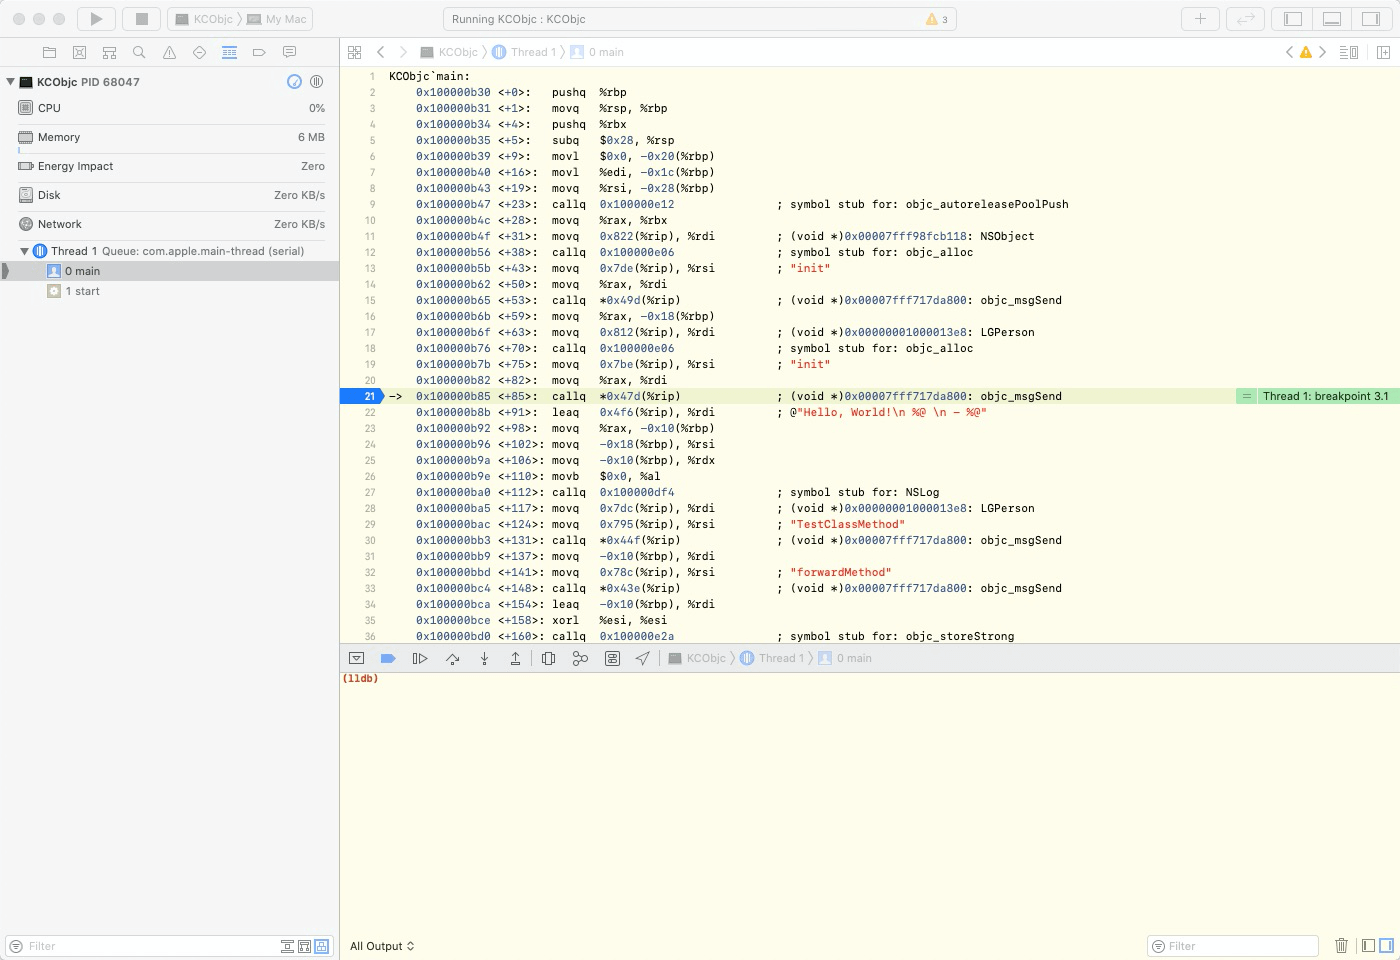 KCObjc 〉 My Mac
Running KCObjc : KCObjc
3
KCObjc PID 68047
CPU 0%
Memory 6 MB
Energy Impact Zero
Disk Zero KB/s
Network Zero KB/s
Thread 1 Queue: com.apple.main-thread (serial)
0 main
1 start
Filter
KCObjc 〉 Thread 1 〉 0 main
1 KCObjc`main:
2 0x100000b30 <+0>: pushq %rbp
3 0x100000b31 <+1>: movq %rsp, %rbp
4 0x100000b34 <+4>: pushq %rbx
5 0x100000b35 <+5>: subq $0x28, %rsp
6 0x100000b39 <+9>: movl $0x0, -0x20(%rbp)
7 0x100000b40 <+16>: movl %edi, -0x1c(%rbp)
8 0x100000b43 <+19>: movq %rsi, -0x28(%rbp)
9 0x100000b47 <+23>: callq 0x100000e12 ; symbol stub for: objc_autoreleasePoolPush
10 0x100000b4c <+28>: movq %rax, %rbx
11 0x100000b4f <+31>: movq 0x822(%rip), %rdi ; (void *)0x00007fff98fcb118: NSObject
12 0x100000b56 <+38>: callq 0x100000e06 ; symbol stub for: objc_alloc
13 0x100000b5b <+43>: movq 0x7de(%rip), %rsi ; "init"
14 0x100000b62 <+50>: movq %rax, %rdi
15 0x100000b65 <+53>: callq *0x49d(%rip) ; (void *)0x00007fff717da800: objc_msgSend
16 0x100000b6b <+59>: movq %rax, -0x18(%rbp)
17 0x100000b6f <+63>: movq 0x812(%rip), %rdi ; (void *)0x00000001000013e8: LGPerson
18 0x100000b76 <+70>: callq 0x100000e06 ; symbol stub for: objc_alloc
19 0x100000b7b <+75>: movq 0x7be(%rip), %rsi ; "init"
20 0x100000b82 <+82>: movq %rax, %rdi
21 -> 0x100000b85 <+85>: callq *0x47d(%rip) ; (void *)0x00007fff717da800: objc_msgSend = Thread 1: breakpoint 3.1
22 0x100000b8b <+91>: leaq 0x4f6(%rip), %rdi ; @"Hello, World!\n %@ \n - %@"
23 0x100000b92 <+98>: movq %rax, -0x10(%rbp)
24 0x100000b96 <+102>: movq -0x18(%rbp), %rsi
25 0x100000b9a <+106>: movq -0x10(%rbp), %rdx
26 0x100000b9e <+110>: movb $0x0, %al
27 0x100000ba0 <+112>: callq 0x100000df4 ; symbol stub for: NSLog
28 0x100000ba5 <+117>: movq 0x7dc(%rip), %rdi ; (void *)0x00000001000013e8: LGPerson
29 0x100000bac <+124>: movq 0x795(%rip), %rsi ; "TestClassMethod"
30 0x100000bb3 <+131>: callq *0x44f(%rip) ; (void *)0x00007fff717da800: objc_msgSend
31 0x100000bb9 <+137>: movq -0x10(%rbp), %rdi
32 0x100000bbd <+141>: movq 0x78c(%rip), %rsi ; "forwardMethod"
33 0x100000bc4 <+148>: callq *0x43e(%rip) ; (void *)0x00007fff717da800: objc_msgSend
34 0x100000bca <+154>: leaq -0x10(%rbp), %rdi
35 0x100000bce <+158>: xorl %esi, %esi
36 0x100000bd0 <+160>: callq 0x100000e2a ; symbol stub for: objc_storeStrong
KCObjc 〉 Thread 1 〉 0 main
(lldb)
All Output
Filter